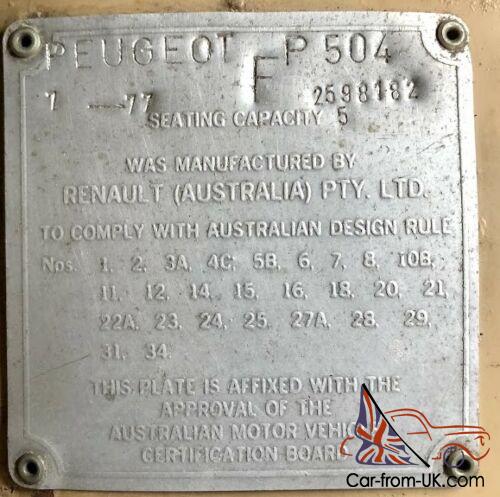 PEUGEOT F P504
7 — 77 2598182
SEATING CAPACITY 5
WAS MANUFACTURED BY
RENAULT (AUSTRALIA) PTY. LTD.
TO COMPLY WITH AUSTRALIAN DESIGN RULE
Nos. 1, 2, 3A, 4C, 5B, 6, 7, 8, 10B,
11, 12, 14, 15, 16, 18, 20, 21,
22A, 23, 24, 25, 27A, 28, 29,
31, 34.
THIS PLATE IS AFFIXED WITH THE
APPROVAL OF THE
AUSTRALIAN MOTOR VEHICLE
CERTIFICATION BOARD
Car-from-UK.com